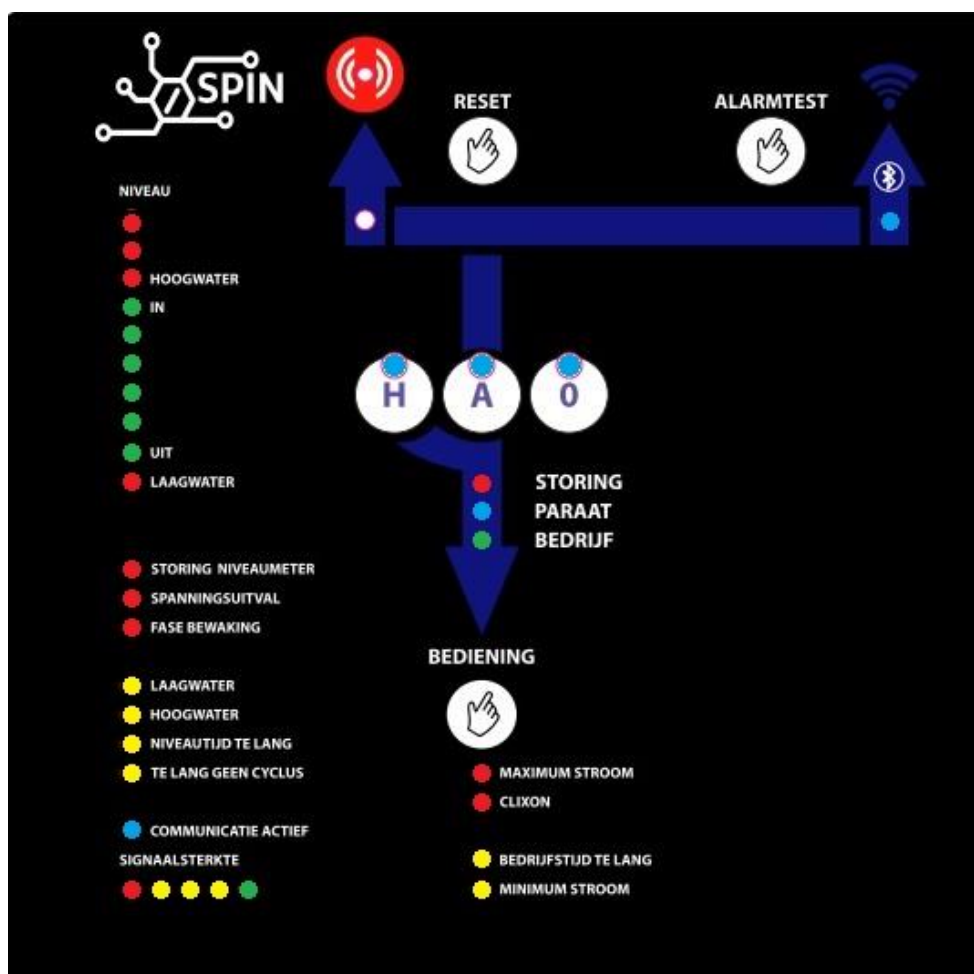 SPIN
RESET
ALARMTEST
NIVEAU
HOOGWATER
IN
UIT
LAAGWATER
H
A
0
STORING
PARAAT
BEDRIJF
STORING NIVEAUMETER
SPANNINGSUITVAL
FASE BEWAKING
BEDIENING
LAAGWATER
HOOGWATER
NIVEAUTIJD TE LANG
TE LANG GEEN CYCLUS
MAXIMUM STROOM
CLIXON
COMMUNICATIE ACTIEF
SIGNAALSTERKTE
BEDRIJFSTIJD TE LANG
MINIMUM STROOM